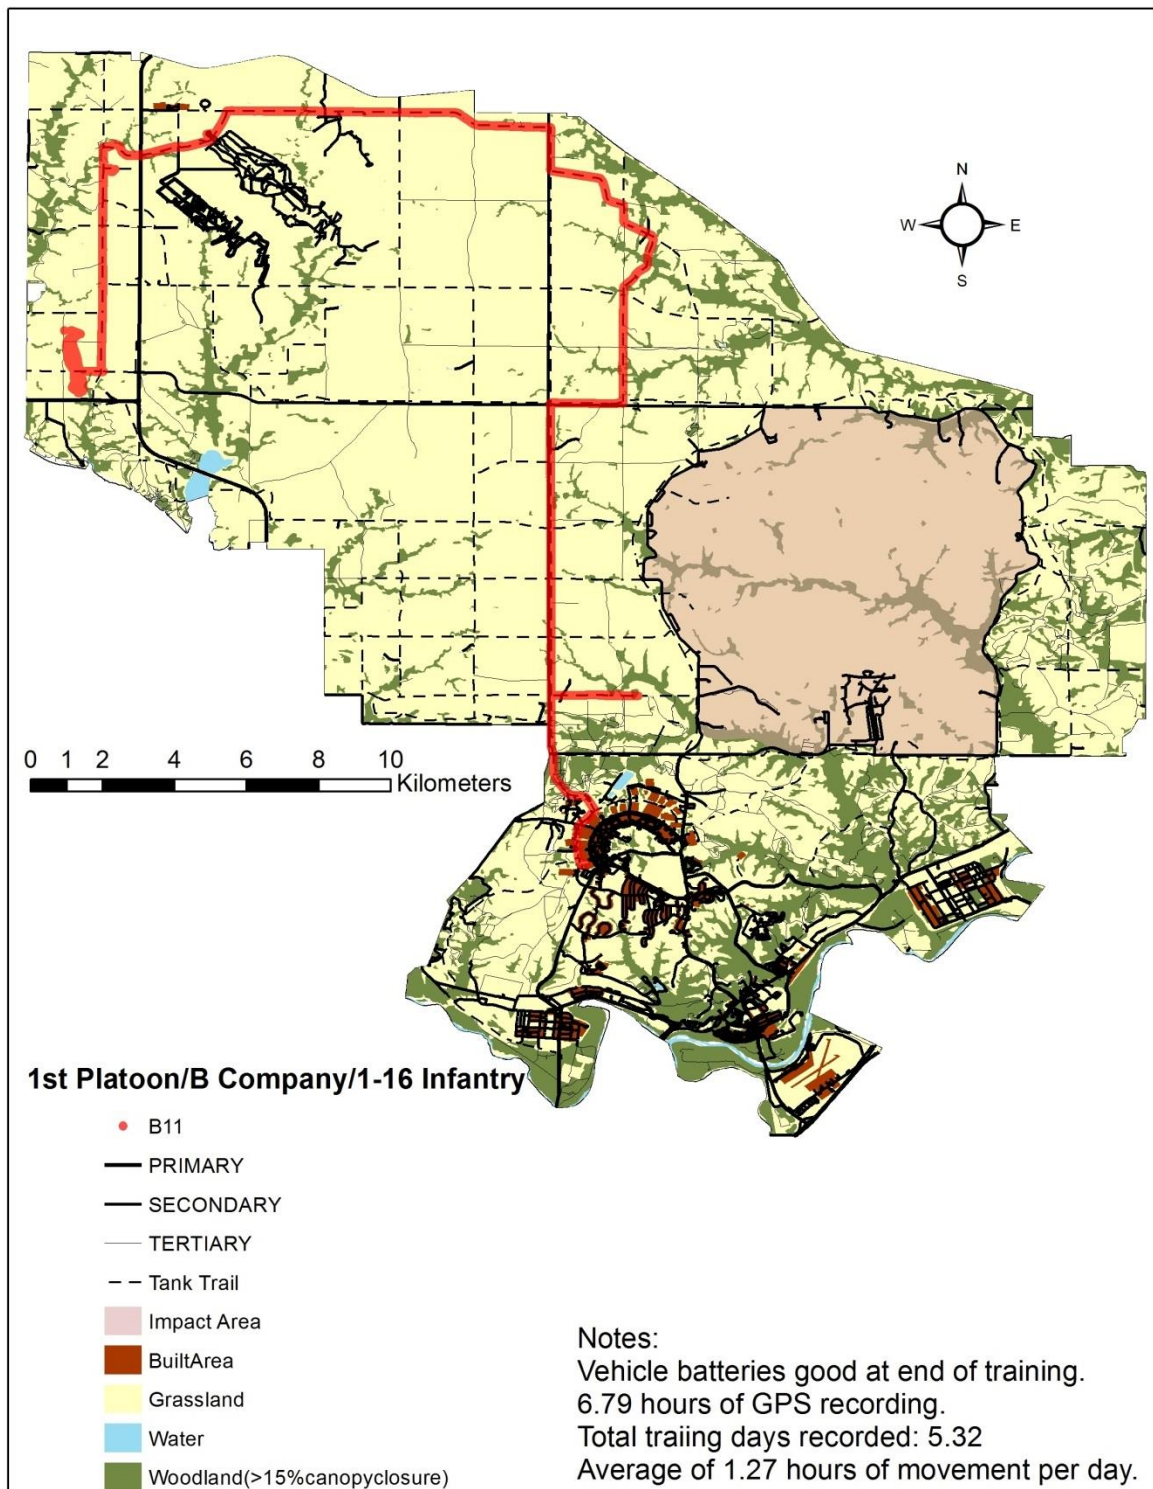 N
W E
S
0 1 2 4 6 8 10
Kilometers
1st Platoon/B Company/1-16 Infantry
B11
PRIMARY
SECONDARY
TERTIARY
Tank Trail
Impact Area
BuiltArea
Grassland
Water
Woodland(>15%canopyclosure)
Notes:
Vehicle batteries good at end of training.
6.79 hours of GPS recording.
Total traiing days recorded: 5.32
Average of 1.27 hours of movement per day.